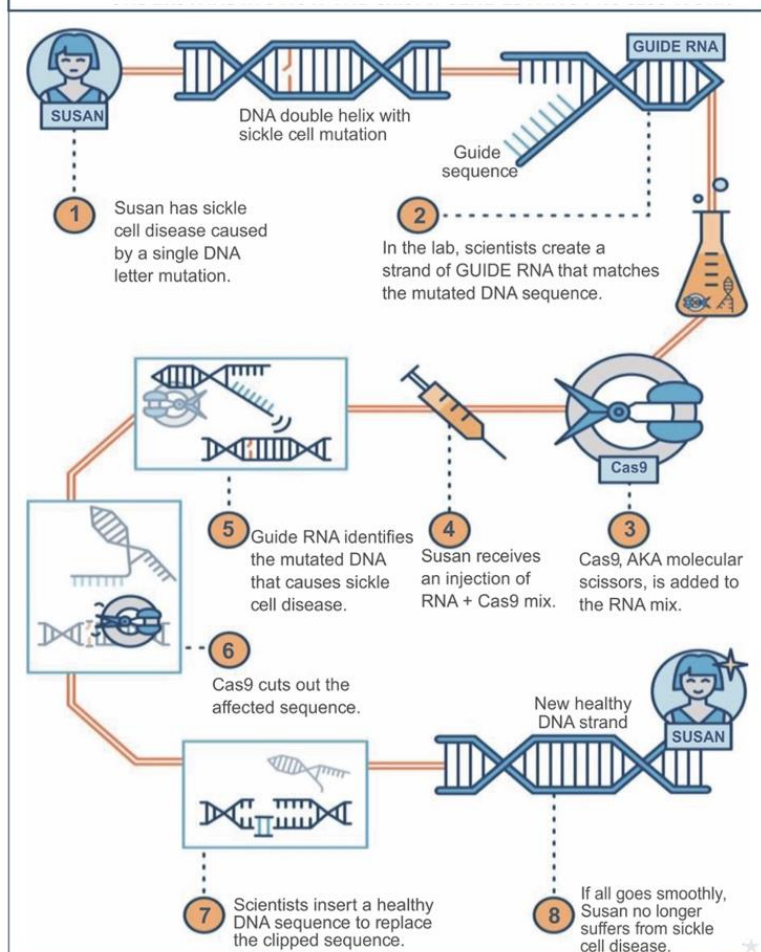 SUSAN
DNA double helix with
sickle cell mutation
GUIDE RNA
Guide
sequence
1
Susan has sickle
cell disease caused
by a single DNA
letter mutation.
2
In the lab, scientists create a
strand of GUIDE RNA that matches
the mutated DNA sequence.
Cas9
3
Cas9, AKA molecular
scissors, is added to
the RNA mix.
4
Susan receives
an injection of
RNA + Cas9 mix.
5
Guide RNA identifies
the mutated DNA
that causes sickle
cell disease.
6
Cas9 cuts out the
affected sequence.
7
Scientists insert a healthy
DNA sequence to replace
the clipped sequence.
New healthy
DNA strand
SUSAN
8
If all goes smoothly,
Susan no longer
suffers from sickle
cell disease.